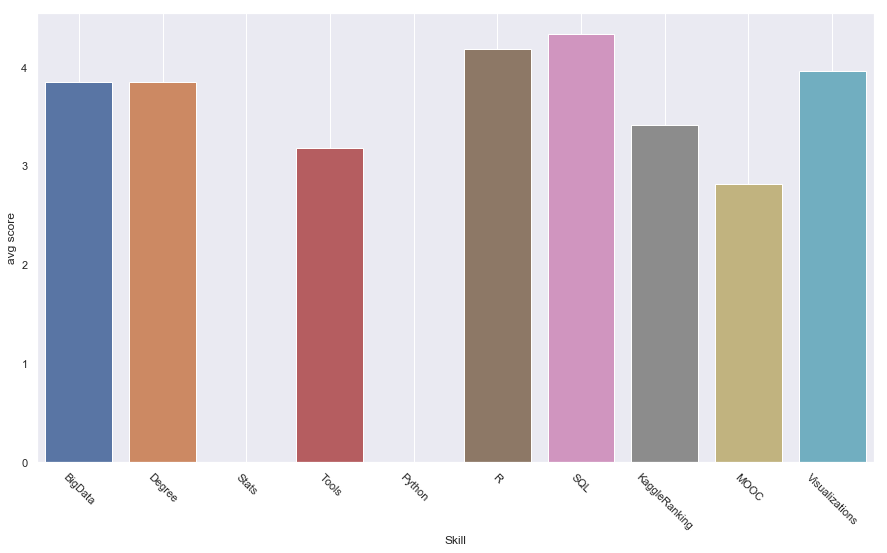 4
3
2
1
0
avg score
BigData
Degree
Stats
Tools
Python
R
SQL
KaggleRanking
MOOC
Visualizations
Skill